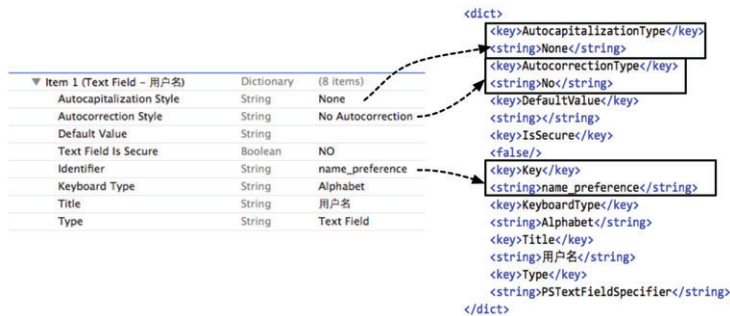 ▼ Item 1 (Text Field – 用户名) Dictionary (8 items)
Autocapitalization Style String None
Autocorrection Style String No Autocorrection
Default Value String
Text Field Is Secure Boolean NO
Identifier String name_preference
Keyboard Type String Alphabet
Title String 用户名
Type String Text Field
<dict>
<key>AutocapitalizationType</key>
<string>None</string>
<key>AutocorrectionType</key>
<string>No</string>
<key>DefaultValue</key>
<string></string>
<key>IsSecure</key>
<false/>
<key>Key</key>
<string>name_preference</string>
<key>KeyboardType</key>
<string>Alphabet</string>
<key>Title</key>
<string>用户名</string>
<key>Type</key>
<string>PSTextFieldSpecifier</string>
</dict>